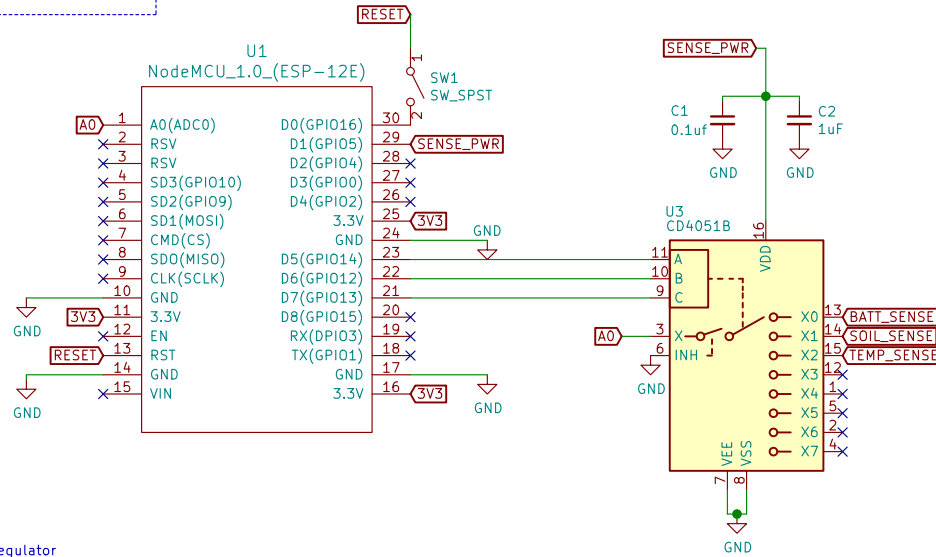 RESET
U1
NodeMCU_1.0_(ESP-12E)
1
SW1
SW_SPST
2
A0
1
A0(ADC0)
D0(GPIO16)
30
2
RSV
D1(GPIO5)
29
SENSE_PWR
3
RSV
D2(GPIO4)
28
4
SD3(GPIO10)
D3(GPIO0)
27
5
SD2(GPIO9)
D4(GPIO2)
26
6
SD1(MOSI)
3.3V
25
3V3
7
CMD(CS)
GND
24
GND
8
SDO(MISO)
D5(GPIO14)
23
9
CLK(SCLK)
D6(GPIO12)
22
10
GND
D7(GPIO13)
21
GND
3V3
11
3.3V
D8(GPIO15)
20
12
EN
RX(DPIO3)
19
RESET
13
RST
TX(GPIO1)
18
14
GND
GND
17
GND
15
VIN
3.3V
16
3V3
GND
SENSE_PWR
C1
0.1uf
C2
1uF
GND
GND
U3
CD4051B
16
VDD
11
A
10
B
9
C
A0
3
X
6
INH
GND
X0
13
BATT_SENSE
X1
14
SOIL_SENSE
X2
15
TEMP_SENSE
X3
12
X4
1
X5
5
X6
2
X7
4
VEE
VSS
7
8
GND
egulator